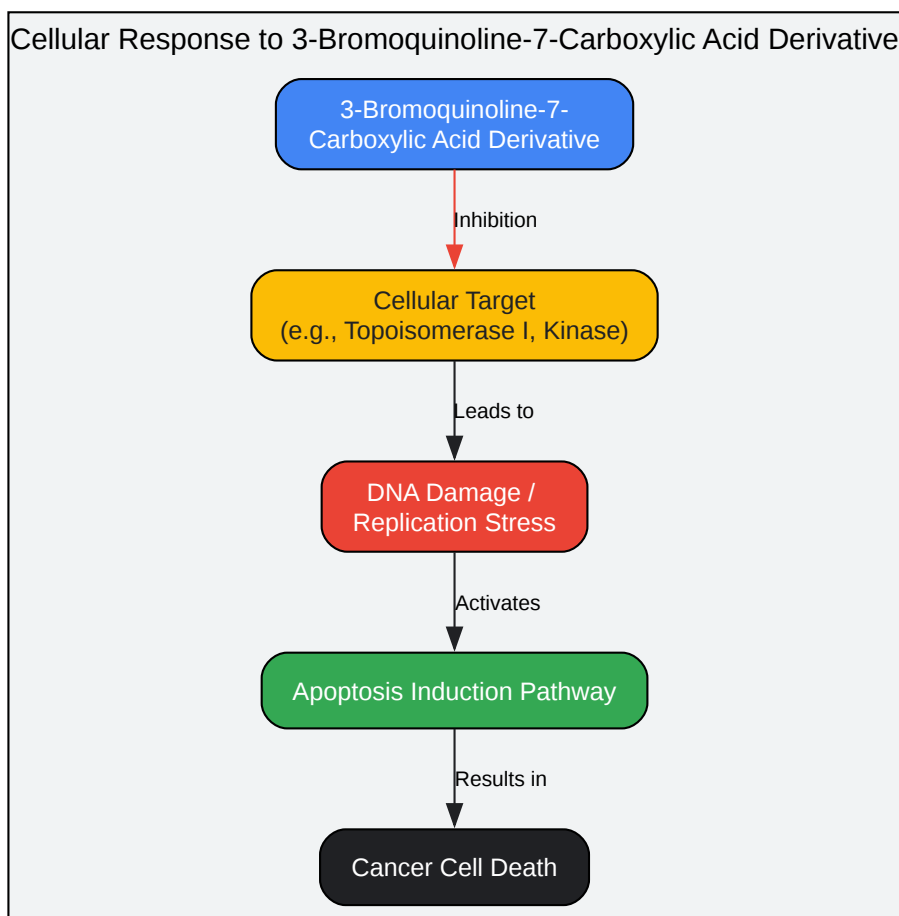 Cellular Response to 3-Bromoquinoline-7-Carboxylic Acid Derivative
3-Bromoquinoline-7-
Carboxylic Acid Derivative
Inhibition
Cellular Target
(e.g., Topoisomerase I, Kinase)
Leads to
DNA Damage /
Replication Stress
Activates
Apoptosis Induction Pathway
Results in
Cancer Cell Death